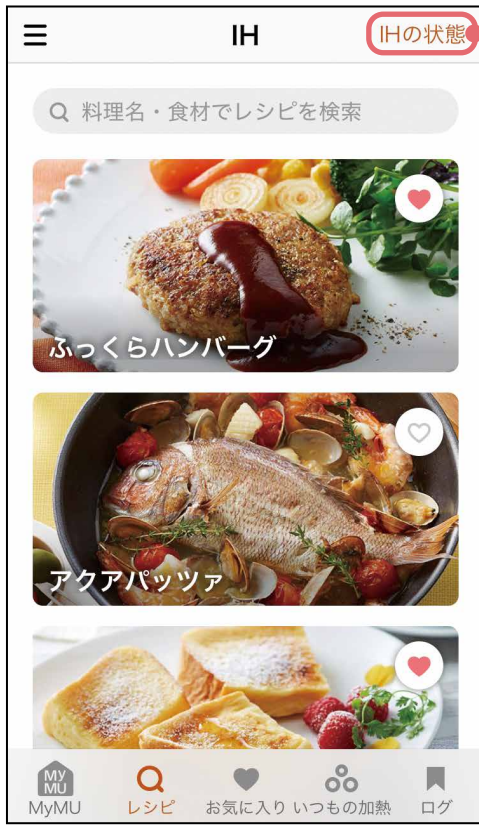 IH
IHの状態
料理名・食材でレシピを検索
ふっくらハンバーグ
アクアパッツァ
MY
MU
MyMU
レシピ
お気に入り
いつもの加熱
ログ